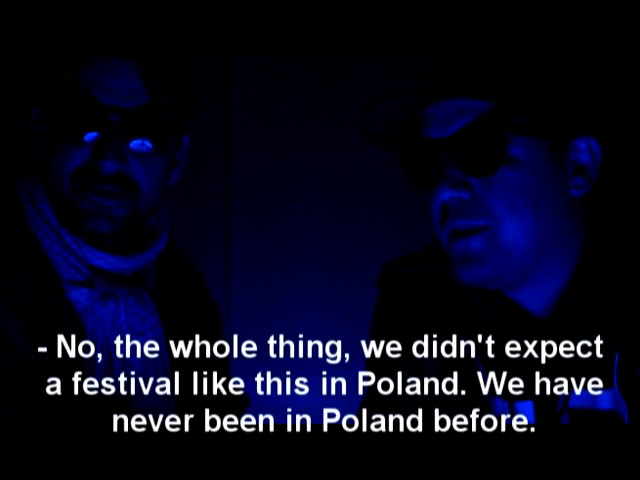 - No, the whole thing, we didn't expect
a festival like this in Poland. We have
never been in Poland before.